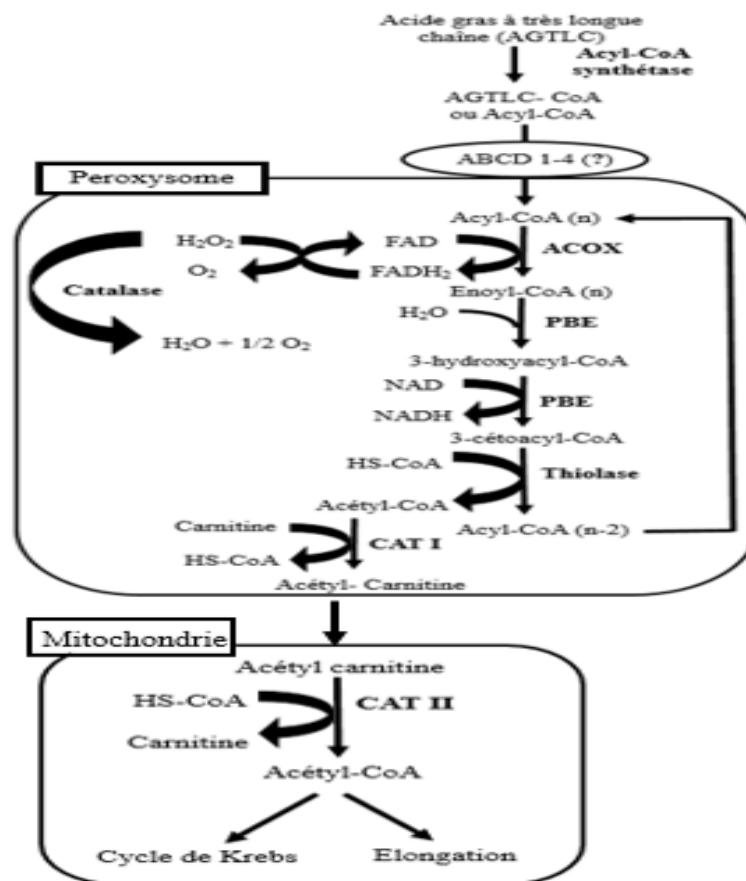 Acide gras à très longue
chaîne (AGTLC)
Acyl-CoA
synthétase
AGTLC- CoA
ou Acyl-CoA
ABCD 1-4 (?)
Peroxysome
Acyl-CoA (n)
H₂O₂
FAD
ACOX
O₂
FADH₂
Catalase
Enoyl-CoA (n)
H₂O
PBE
H₂O + 1/2 O₂
3-hydroxyacyl-CoA
NAD
PBE
NADH
3-cétoacyl-CoA
HS-CoA
Thiolase
Acétyl-CoA
Acyl-CoA (n-2)
Carnitine
CAT I
HS-CoA
Acétyl- Carnitine
Mitochondrie
Acétyl carnitine
HS-CoA
CAT II
Carnitine
Acétyl-CoA
Cycle de Krebs
Elongation